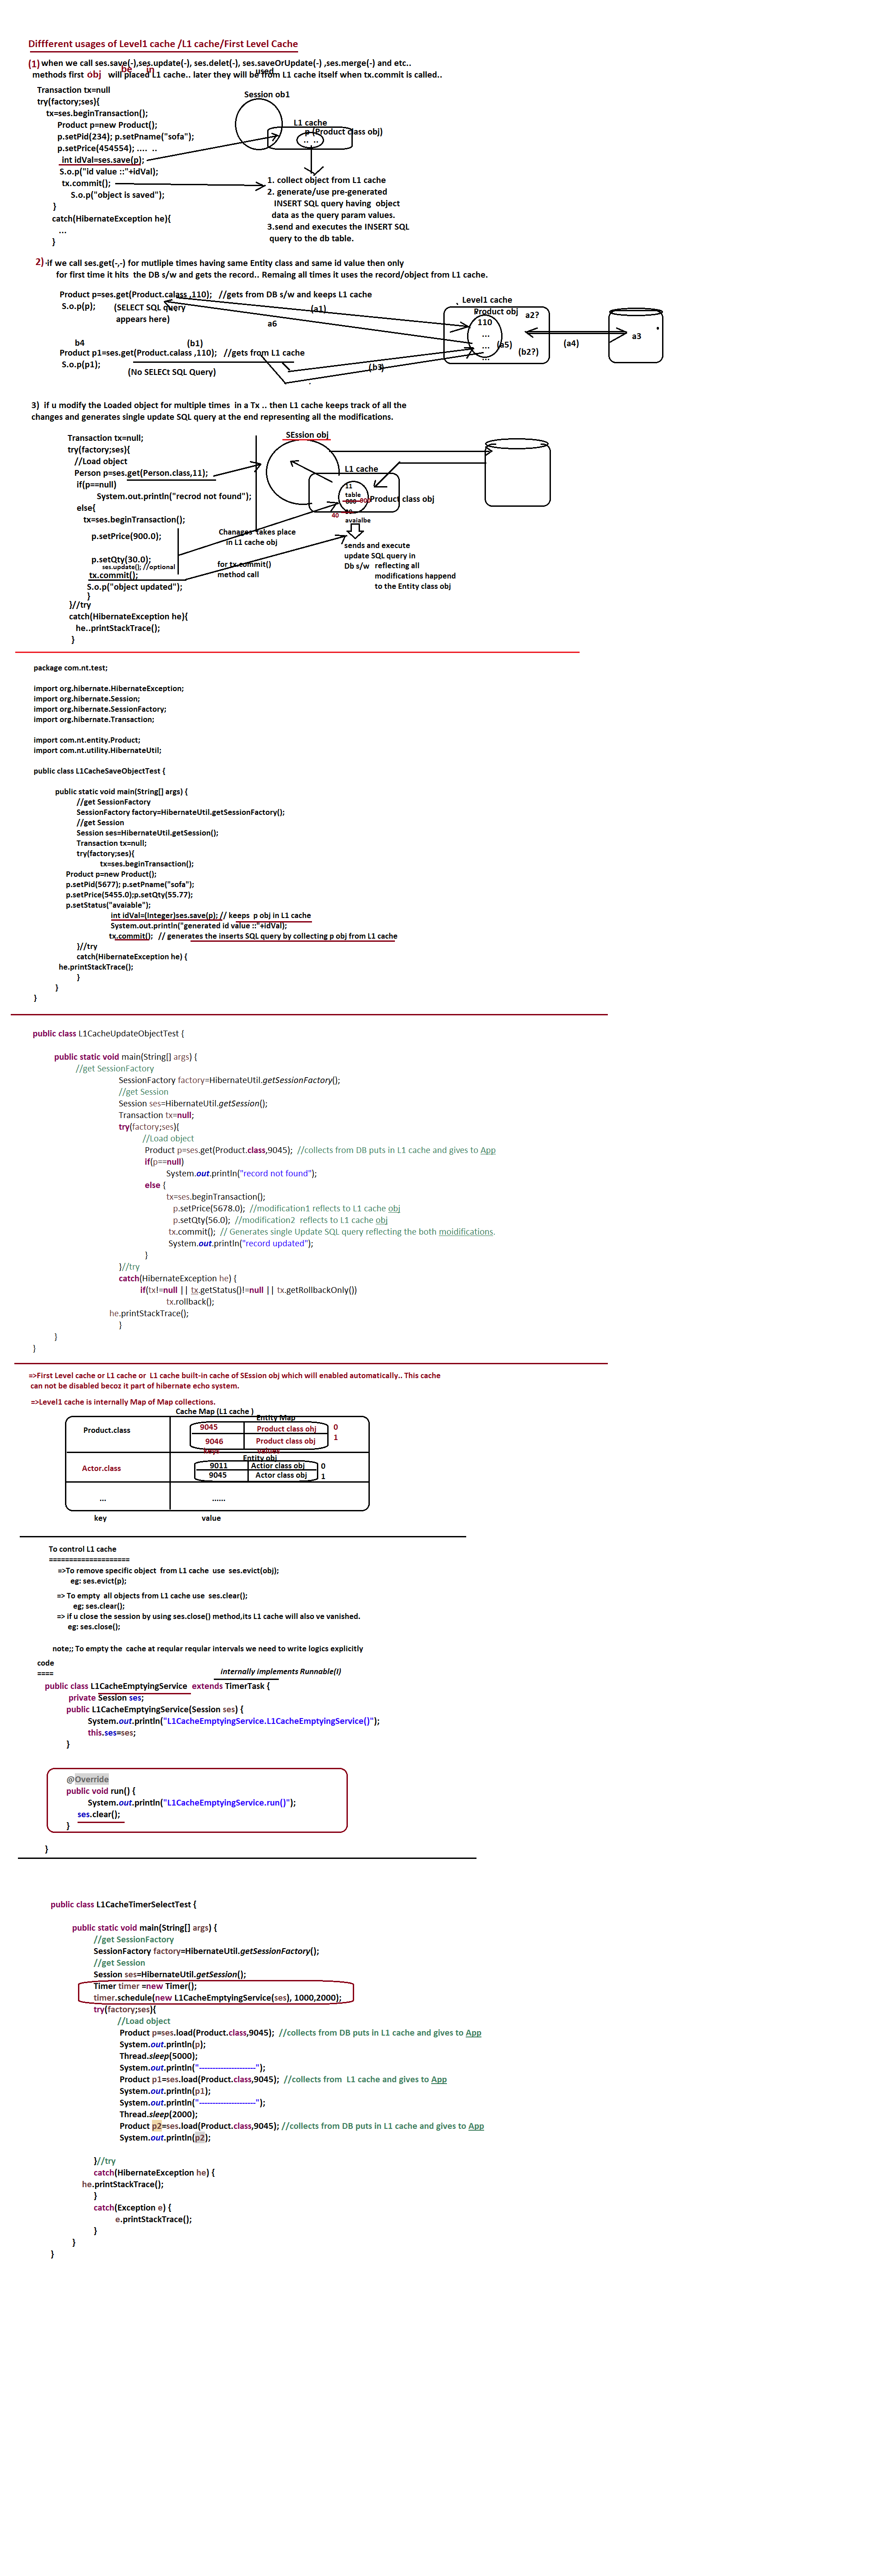 Diffferent usages of Level1 cache /L1 cache/First Level Cache
(1) when we call ses.save(-),ses.update(-), ses.delet(-), ses.saveOrUpdate(-) ,ses.merge(-) and etc..
be in used
methods first obj will placed L1 cache.. later they will be from L1 cache itself when tx.commit is called..
Transaction tx=null
try(factory;ses){
tx=ses.beginTransaction();
Product p=new Product();
p.setPid(234); p.setPname("sofa");
p.setPrice(454554); .... ..
int idVal=ses.save(p);
S.o.p("id value ::"+idVal);
tx.commit();
S.o.p("object is saved");
}
catch(HibernateException he){
...
}
Session ob1
L1 cache
p (Product class obj)
.. ..
1. collect object from L1 cache
2. generate/use pre-generated
INSERT SQL query having object
data as the query param values.
3.send and executes the INSERT SQL
query to the db table.
2) if we call ses.get(-,-) for mutliple times having same Entity class and same id value then only
for first time it hits the DB s/w and gets the record.. Remaing all times it uses the record/object from L1 cache.
Product p=ses.get(Product.calass ,110); //gets from DB s/w and keeps L1 cache
S.o.p(p); (SELECT SQL query
appears here)
(a1)
a6
b4 (b1)
Product p1=ses.get(Product.calass ,110); //gets from L1 cache
S.o.p(p1);
(No SELECt SQL Query)
(b3)
Level1 cache
Product obj
110
...
...
...
a2?
(a5)
(b2?)
(a4)
a3
3) if u modify the Loaded object for multiple times in a Tx .. then L1 cache keeps track of all the
changes and generates single update SQL query at the end representing all the modifications.
Transaction tx=null;
try(factory;ses){
//Load object
Person p=ses.get(Person.class,11);
if(p==null)
System.out.println("recrod not found");
else{
tx=ses.beginTransaction();
p.setPrice(900.0);
p.setQty(30.0);
ses.update(); //optional
tx.commit();
S.o.p("object updated");
}
}//try
catch(HibernateException he){
he..printStackTrace();
}
SEssion obj
L1 cache
11
table
Product class obj
40
avaialbe
Chanages takes place
in L1 cache obj
for tx.commit()
method call
sends and execute
update SQL query in
Db s/w reflecting all
modifications happend
to the Entity class obj
package com.nt.test;
import org.hibernate.HibernateException;
import org.hibernate.Session;
import org.hibernate.SessionFactory;
import org.hibernate.Transaction;
import com.nt.entity.Product;
import com.nt.utility.HibernateUtil;
public class L1CacheSaveObjectTest {
public static void main(String[] args) {
//get SessionFactory
SessionFactory factory=HibernateUtil.getSessionFactory();
//get Session
Session ses=HibernateUtil.getSession();
Transaction tx=null;
try(factory;ses){
tx=ses.beginTransaction();
Product p=new Product();
p.setPid(5677); p.setPname("sofa");
p.setPrice(5455.0);p.setQty(55.77);
p.setStatus("avaiable");
int idVal=(Integer)ses.save(p); // keeps p obj in L1 cache
System.out.println("generated id value ::"+idVal);
tx.commit(); // generates the inserts SQL query by collecting p obj from L1 cache
}//try
catch(HibernateException he) {
he.printStackTrace();
}
}
}
public class L1CacheUpdateObjectTest {
public static void main(String[] args) {
//get SessionFactory
SessionFactory factory=HibernateUtil.getSessionFactory();
//get Session
Session ses=HibernateUtil.getSession();
Transaction tx=null;
try(factory;ses){
//Load object
Product p=ses.get(Product.class,9045); //collects from DB puts in L1 cache and gives to App
if(p==null)
System.out.println("record not found");
else {
tx=ses.beginTransaction();
p.setPrice(5678.0); //modification1 reflects to L1 cache obj
p.setQty(56.0); //modification2 reflects to L1 cache obj
tx.commit(); // Generates single Update SQL query reflecting the both moidifications.
System.out.println("record updated");
}
}//try
catch(HibernateException he) {
if(tx!=null || tx.getStatus()!=null || tx.getRollbackOnly())
tx.rollback();
he.printStackTrace();
}
}
}
=>First Level cache or L1 cache or L1 cache built-in cache of SEssion obj which will enabled automatically.. This cache
can not be disabled becoz it part of hibernate echo system.
=>Level1 cache is internally Map of Map collections.
Cache Map (L1 cache )
Entity Map
Product.class 9045 Product class obj 0
9046 Product class obj 1
keys values
Entity obj
Actor.class 9011 Actior class obj 0
9045 Actor class obj 1
... ......
key value
To control L1 cache
====================
=>To remove specific object from L1 cache use ses.evict(obj);
eg: ses.evict(p);
=> To empty all objects from L1 cache use ses.clear();
eg; ses.clear();
=> if u close the session by using ses.close() method,its L1 cache will also ve vanished.
eg: ses.close();
note;; To empty the cache at reqular reqular intervals we need to write logics explicitly
code
====
internally implements Runnable(I)
public class L1CacheEmptyingService extends TimerTask {
private Session ses;
public L1CacheEmptyingService(Session ses) {
System.out.println("L1CacheEmptyingService.L1CacheEmptyingService()");
this.ses=ses;
}
@Override
public void run() {
System.out.println("L1CacheEmptyingService.run()");
ses.clear();
}
}
public class L1CacheTimerSelectTest {
public static void main(String[] args) {
//get SessionFactory
SessionFactory factory=HibernateUtil.getSessionFactory();
//get Session
Session ses=HibernateUtil.getSession();
Timer timer =new Timer();
timer.schedule(new L1CacheEmptyingService(ses), 1000,2000);
try(factory;ses){
//Load object
Product p=ses.load(Product.class,9045); //collects from DB puts in L1 cache and gives to App
System.out.println(p);
Thread.sleep(5000);
System.out.println("---------------------");
Product p1=ses.load(Product.class,9045); //collects from L1 cache and gives to App
System.out.println(p1);
System.out.println("---------------------");
Thread.sleep(2000);
Product p2=ses.load(Product.class,9045); //collects from DB puts in L1 cache and gives to App
System.out.println(p2);
}//try
catch(HibernateException he) {
he.printStackTrace();
}
catch(Exception e) {
e.printStackTrace();
}
}
}